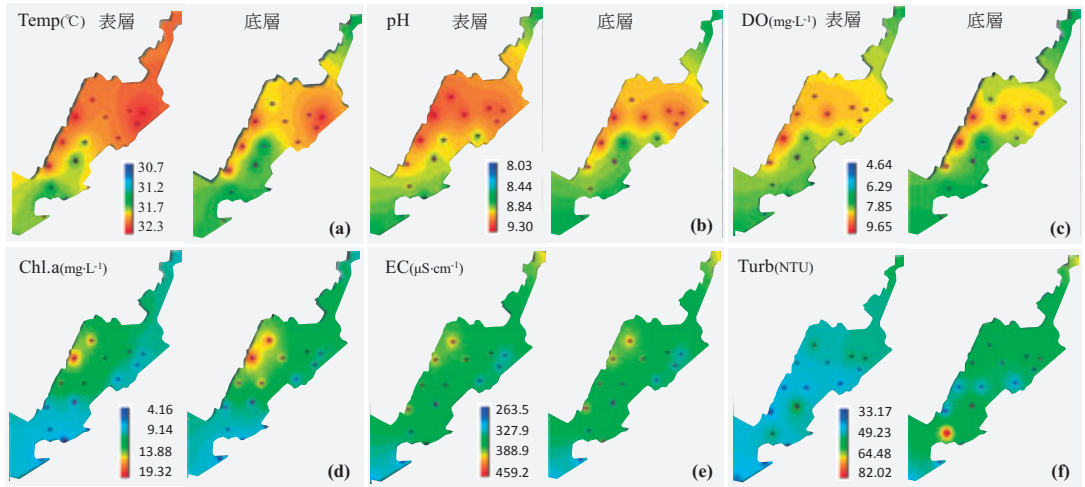 Temp(℃) 表層 底層
30.7
31.2
31.7
32.3
(a)
pH 表層 底層
8.03
8.44
8.84
9.30
(b)
DO(mg·L-1) 表層 底層
4.64
6.29
7.85
9.65
(c)
Chl.a(mg·L-1)
4.16
9.14
13.88
19.32
(d)
EC(μS·cm-1)
263.5
327.9
388.9
459.2
(e)
Turb(NTU)
33.17
49.23
64.48
82.02
(f)